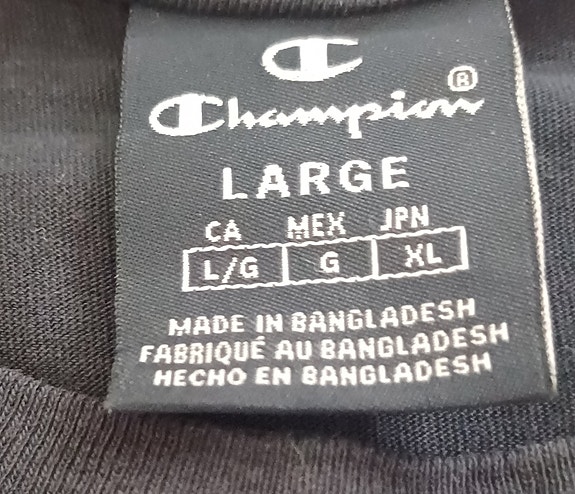 Champion®
LARGE
CA MEX JPN
L/G G XL
MADE IN BANGLADESH
FABRIQUÉ AU BANGLADESH
HECHO EN BANGLADESH